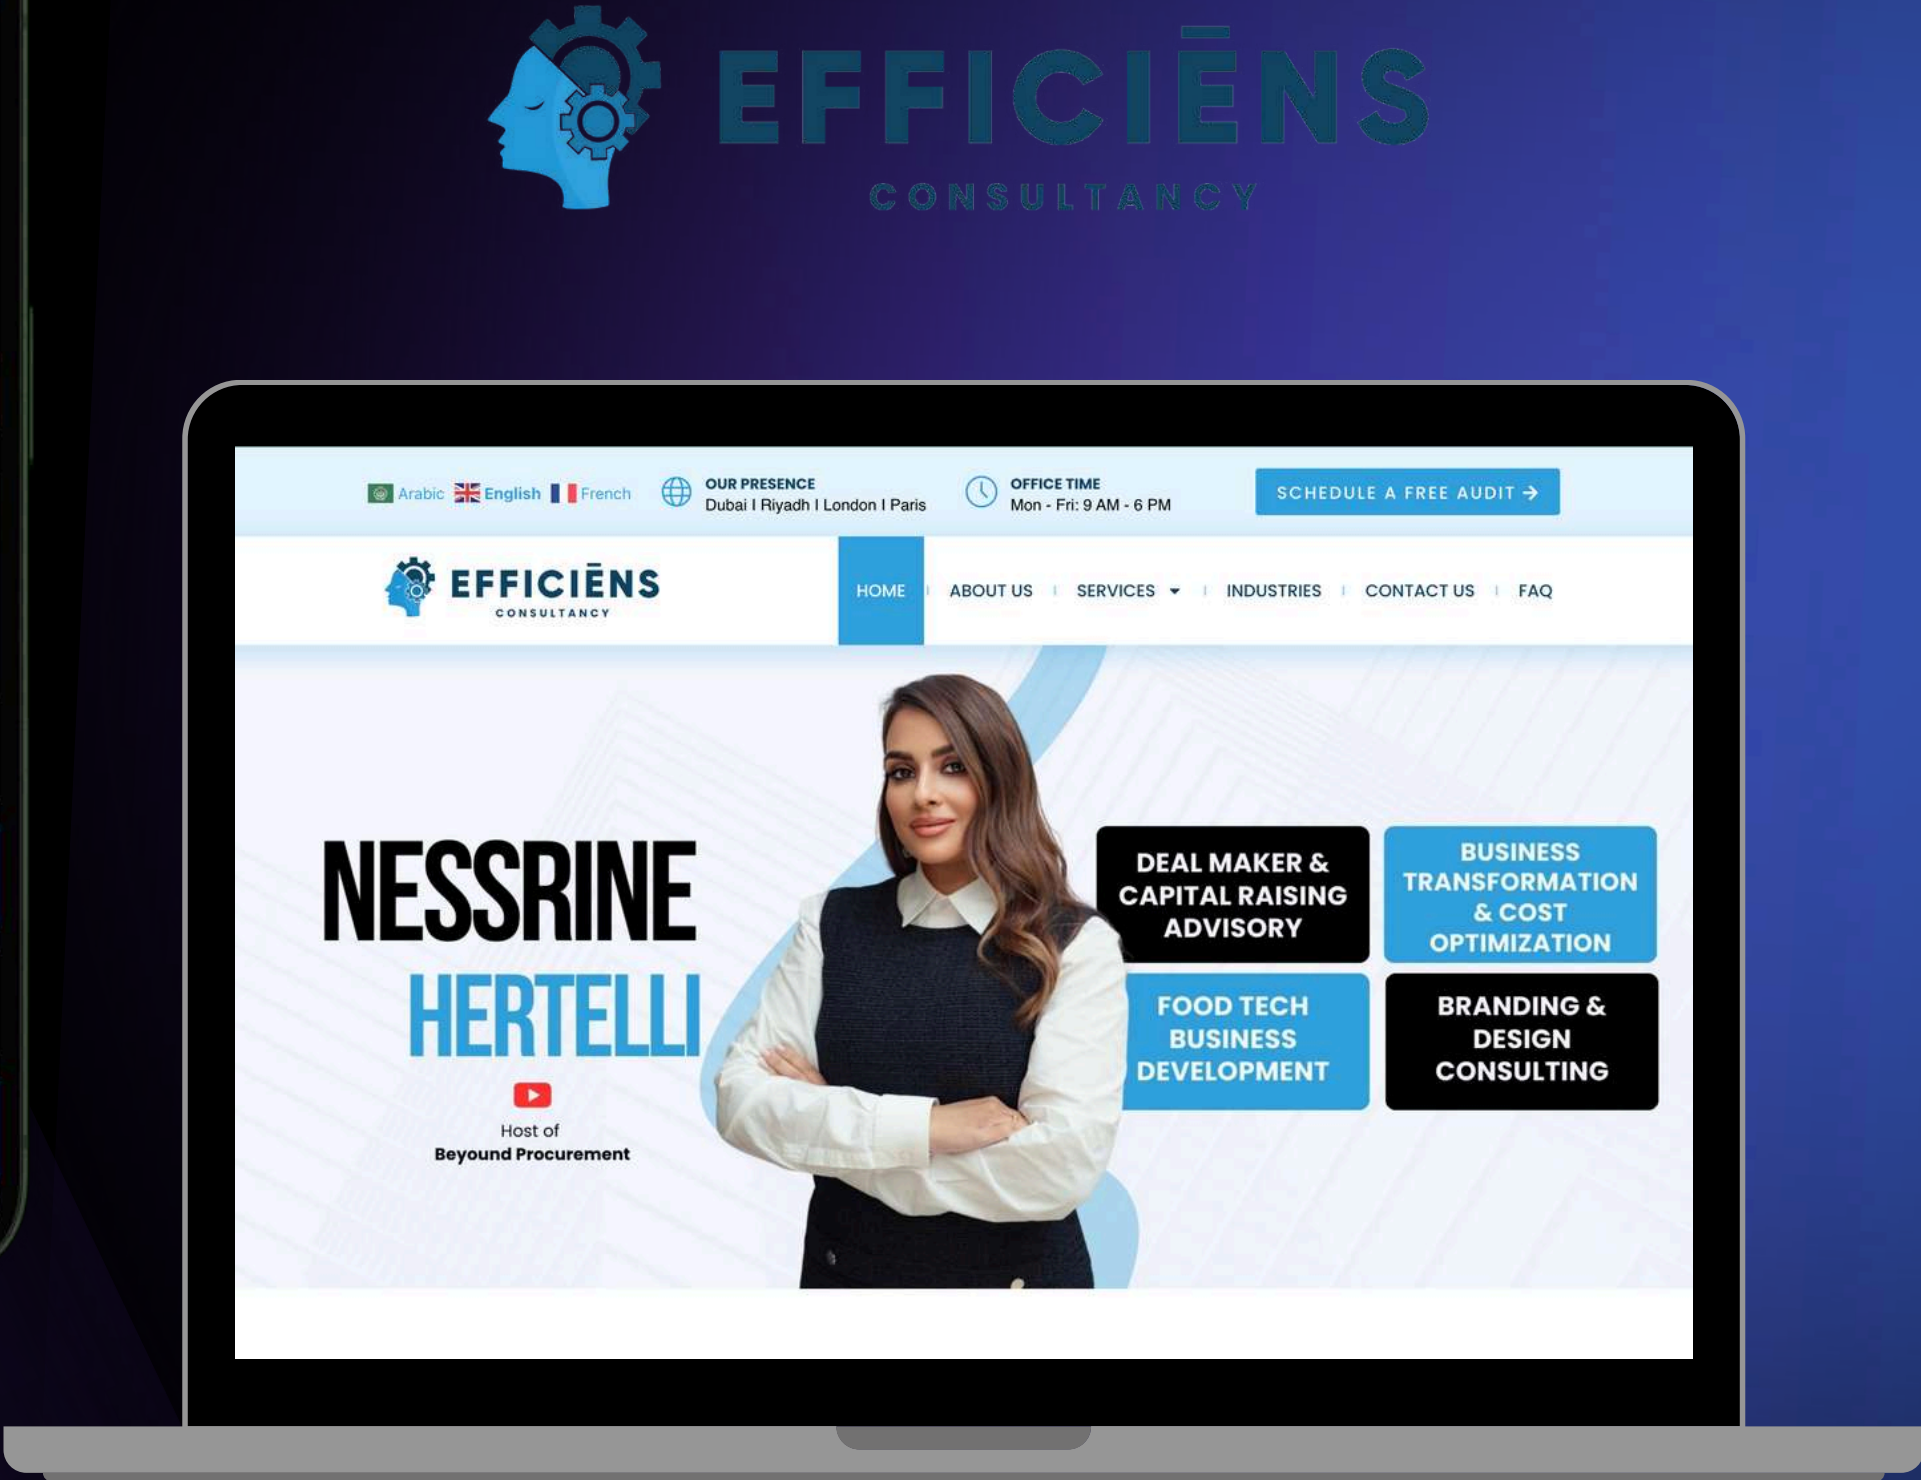 EFFICIĒNS
CONSULTANCY
Arabic English French
OUR PRESENCE
Dubai I Riyadh I London I Paris
OFFICE TIME
Mon - Fri: 9 AM - 6 PM
SCHEDULE A FREE AUDIT →
EFFICIĒNS
CONSULTANCY
HOME
ABOUT US
SERVICES
INDUSTRIES
CONTACT US
FAQ
NESSRINE
HERTELLI
Host of
Beyound Procurement
DEAL MAKER &
CAPITAL RAISING
ADVISORY
BUSINESS
TRANSFORMATION
& COST
OPTIMIZATION
FOOD TECH
BUSINESS
DEVELOPMENT
BRANDING &
DESIGN
CONSULTING